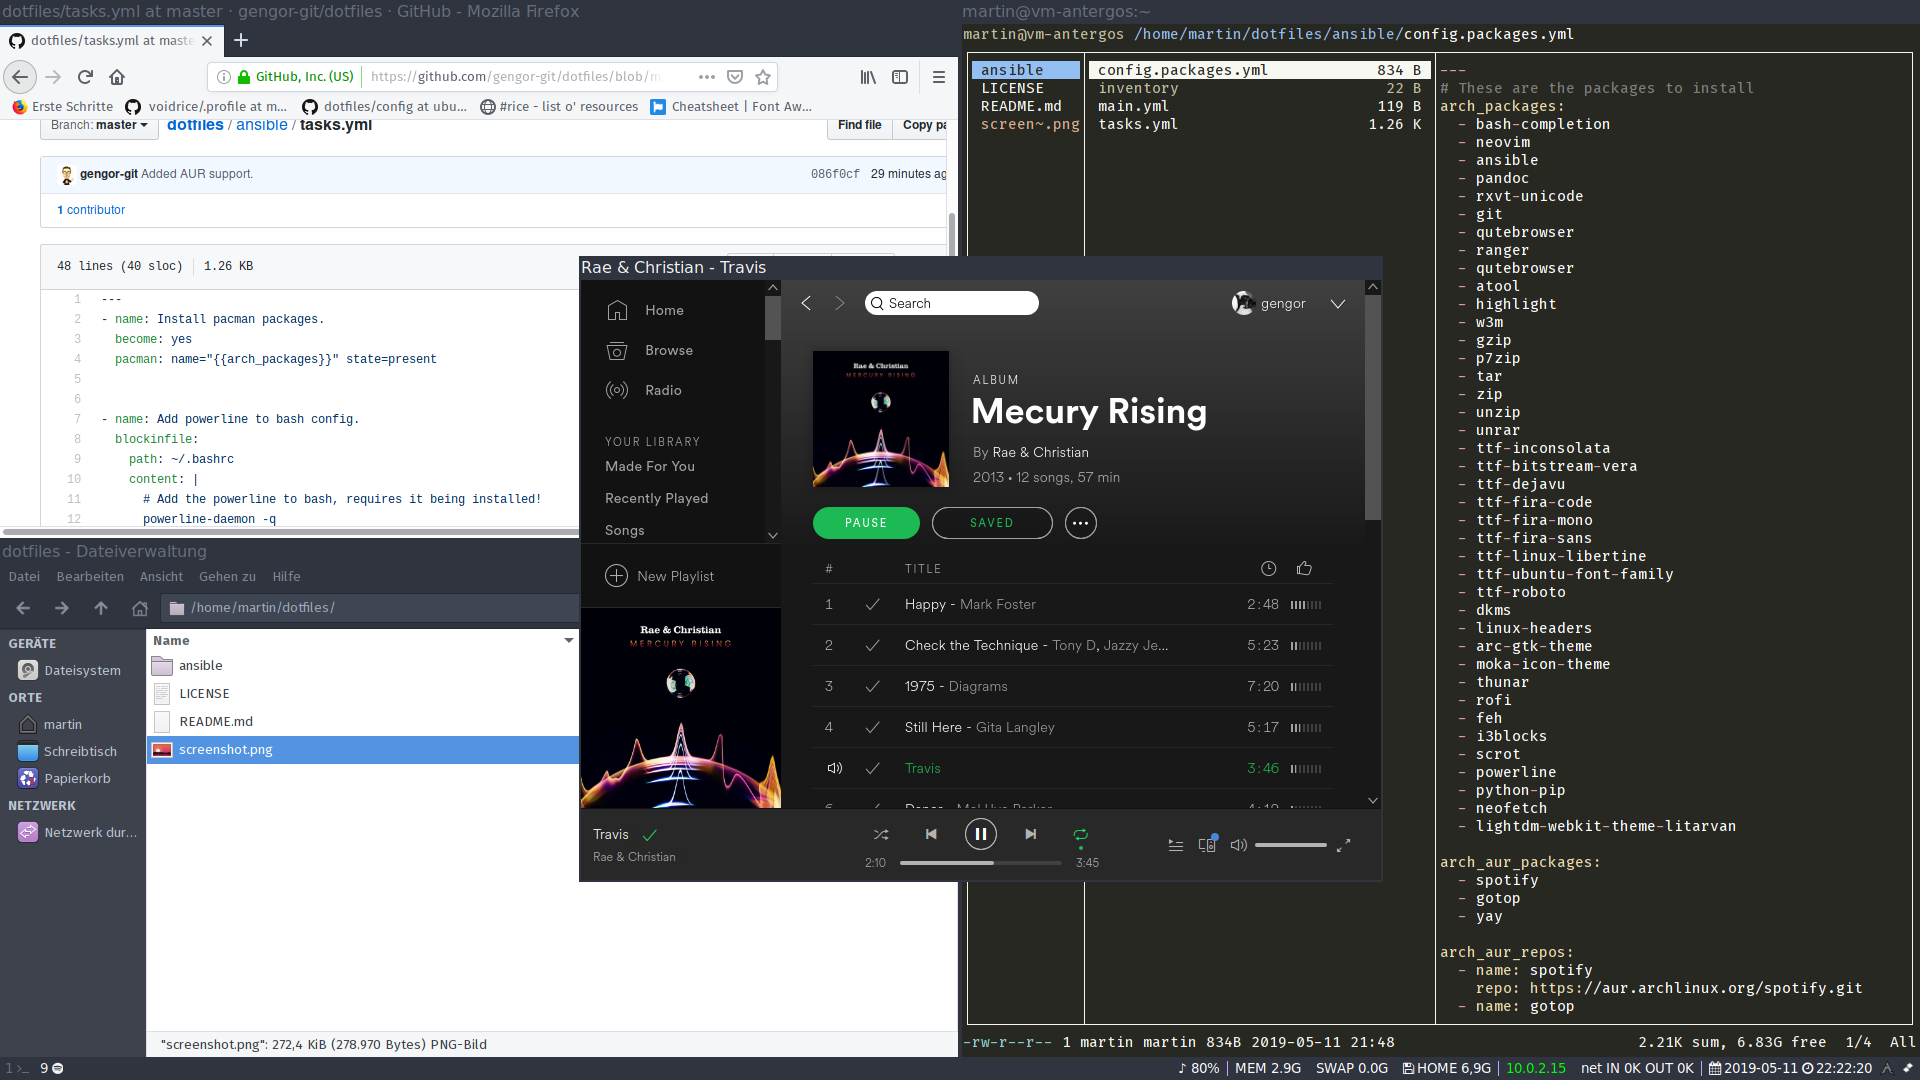 dotfiles/tasks.yml at master · gengor-git/dotfiles · GitHub - Mozilla Firefox
dotfiles/tasks.yml at maste
GitHub, Inc. (US)
https://github.com/gengor-git/dotfiles/blob/m
Erste Schritte
voidrice/.profile at m...
dotfiles/config at ubu...
#rice - list o' resources
Cheatsheet | Font Aw...
Branch: master
dotfiles / ansible / tasks.yml
Find file
Copy pa
gengor-git Added AUR support.
086f0cf 29 minutes ag
1 contributor
48 lines (40 sloc) 1.26 KB
1 ---
2 - name: Install pacman packages.
3 become: yes
4 pacman: name="{{arch_packages}}" state=present
5
6
7 - name: Add powerline to bash config.
8 blockinfile:
9 path: ~/.bashrc
10 content: |
11 # Add the powerline to bash, requires it being installed!
12 powerline-daemon -q
dotfiles - Dateiverwaltung
Datei Bearbeiten Ansicht Gehen zu Hilfe
/home/martin/dotfiles/
GERÄTE
Dateisystem
ORTE
martin
Schreibtisch
Papierkorb
NETZWERK
Netzwerk dur...
Name
ansible
LICENSE
README.md
screenshot.png
"screenshot.png": 272,4 KiB (278.970 Bytes) PNG-Bild
Rae & Christian - Travis
Home
Browse
Radio
YOUR LIBRARY
Made For You
Recently Played
Songs
New Playlist
Rae & Christian
MERCURY RISING
Search
gengor
Rae & Christian
MERCURY RISING
ALBUM
Mecury Rising
By Rae & Christian
2013 • 12 songs, 57 min
PAUSE
SAVED
# TITLE
1 Happy - Mark Foster 2:48
2 Check the Technique - Tony D, Jazzy Je... 5:23
3 1975 - Diagrams 7:20
4 Still Here - Gita Langley 5:17
Travis 3:46
Travis
Rae & Christian
2:10
3:45
martin@vm-antergos:~
martin@vm-antergos /home/martin/dotfiles/ansible/config.packages.yml
ansible
LICENSE
README.md
screen~.png
config.packages.yml 834 B
inventory 22 B
main.yml 119 B
tasks.yml 1.26 K
---
# These are the packages to install
arch_packages:
- bash-completion
- neovim
- ansible
- pandoc
- rxvt-unicode
- git
- qutebrowser
- ranger
- qutebrowser
- atool
- highlight
- w3m
- gzip
- p7zip
- tar
- zip
- unzip
- unrar
- ttf-inconsolata
- ttf-bitstream-vera
- ttf-dejavu
- ttf-fira-code
- ttf-fira-mono
- ttf-fira-sans
- ttf-linux-libertine
- ttf-ubuntu-font-family
- ttf-roboto
- dkms
- linux-headers
- arc-gtk-theme
- moka-icon-theme
- thunar
- rofi
- feh
- i3blocks
- scrot
- powerline
- python-pip
- neofetch
- lightdm-webkit-theme-litarvan
arch_aur_packages:
- spotify
- gotop
- yay
arch_aur_repos:
- name: spotify
repo: https://aur.archlinux.org/spotify.git
- name: gotop
-rw-r--r-- 1 martin martin 834B 2019-05-11 21:48
2.21K sum, 6.83G free 1/4 All
1 >_ 9
♪ 80% | MEM 2.9G SWAP 0.0G | HOME 6,9G | 10.0.2.15 net IN 0K OUT 0K | 2019-05-11 22:22:20